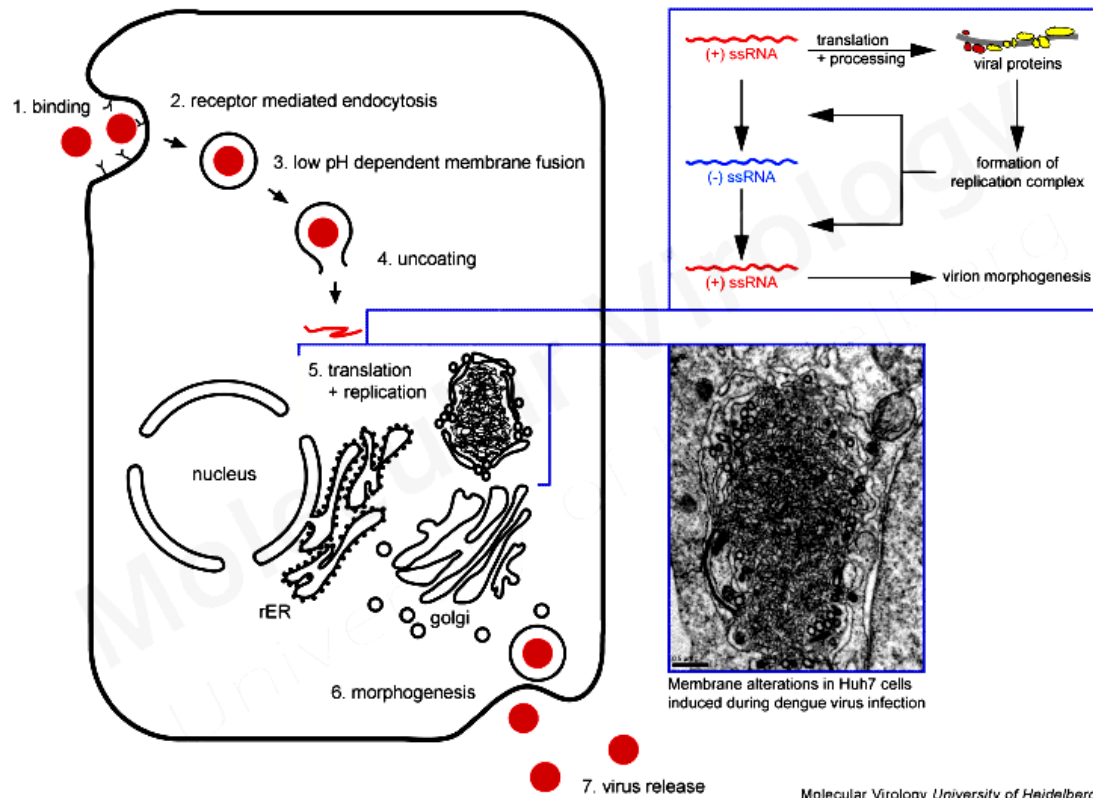 1. binding
2. receptor mediated endocytosis
3. low pH dependent membrane fusion
4. uncoating
5. translation
+ replication
nucleus
rER
golgi
6. morphogenesis
7. virus release
(+) ssRNA
translation
+ processing
viral proteins
(-) ssRNA
formation of
replication complex
(+) ssRNA
virion morphogenesis
Membrane alterations in Huh7 cells
induced during dengue virus infection
Molecular Virology University of Heidelberg
Molecular Virology